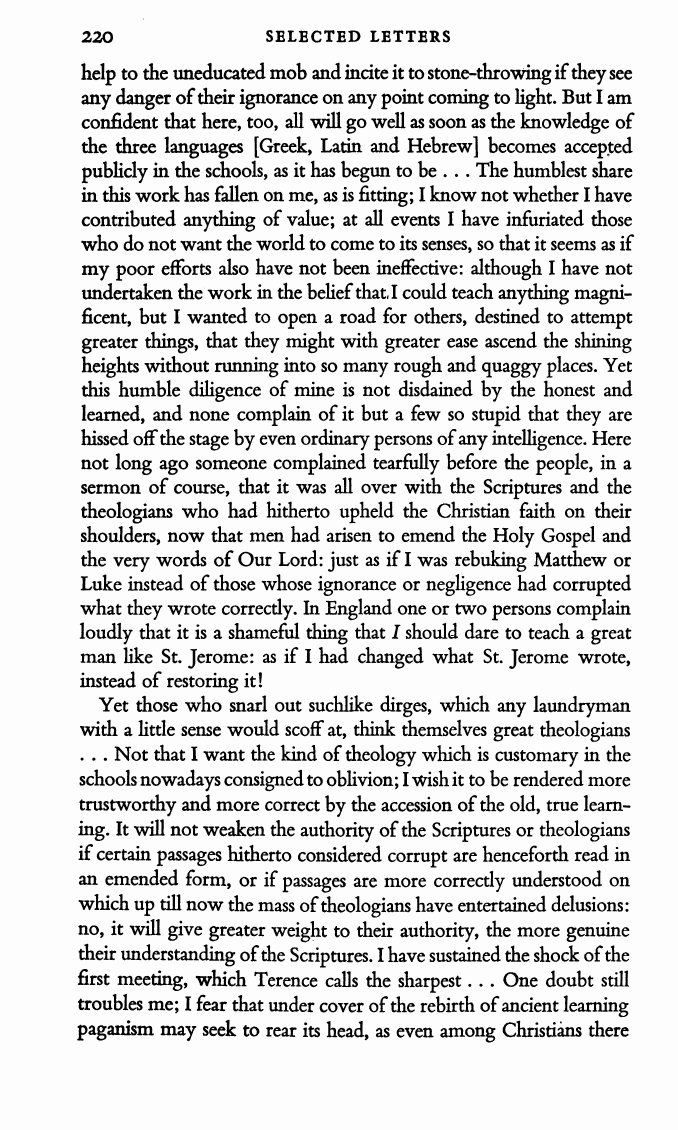 220 SELECTED LETTERS
help to the uneducated mob and incite it to stone-throwing if they see
any danger of their ignorance on any point coming to light. But I am
confident that here, too, all will go well as soon as the knowledge of
the three languages [Greek, Latin and Hebrew] becomes accepted
publicly in the schools, as it has begun to be . . . The humblest share
in this work has fallen on me, as is fitting; I know not whether I have
contributed anything of value; at all events I have infuriated those
who do not want the world to come to its senses, so that it seems as if
my poor efforts also have not been ineffective: although I have not
undertaken the work in the belief that I could teach anything magni-
ficent, but I wanted to open a road for others, destined to attempt
greater things, that they might with greater ease ascend the shining
heights without running into so many rough and quaggy places. Yet
this humble diligence of mine is not disdained by the honest and
learned, and none complain of it but a few so stupid that they are
hissed off the stage by even ordinary persons of any intelligence. Here
not long ago someone complained tearfully before the people, in a
sermon of course, that it was all over with the Scriptures and the
theologians who had hitherto upheld the Christian faith on their
shoulders, now that men had arisen to emend the Holy Gospel and
the very words of Our Lord: just as if I was rebuking Matthew or
Luke instead of those whose ignorance or negligence had corrupted
what they wrote correctly. In England one or two persons complain
loudly that it is a shameful thing that I should dare to teach a great
man like St. Jerome: as if I had changed what St. Jerome wrote,
instead of restoring it!
Yet those who snarl out suchlike dirges, which any laundryman
with a little sense would scoff at, think themselves great theologians
. . . Not that I want the kind of theology which is customary in the
schools nowadays consigned to oblivion; I wish it to be rendered more
trustworthy and more correct by the accession of the old, true learn-
ing. It will not weaken the authority of the Scriptures or theologians
if certain passages hitherto considered corrupt are henceforth read in
an emended form, or if passages are more correctly understood on
which up till now the mass of theologians have entertained delusions:
no, it will give greater weight to their authority, the more genuine
their understanding of the Scriptures. I have sustained the shock of the
first meeting, which Terence calls the sharpest . . . One doubt still
troubles me; I fear that under cover of the rebirth of ancient learning
paganism may seek to rear its head, as even among Christians there